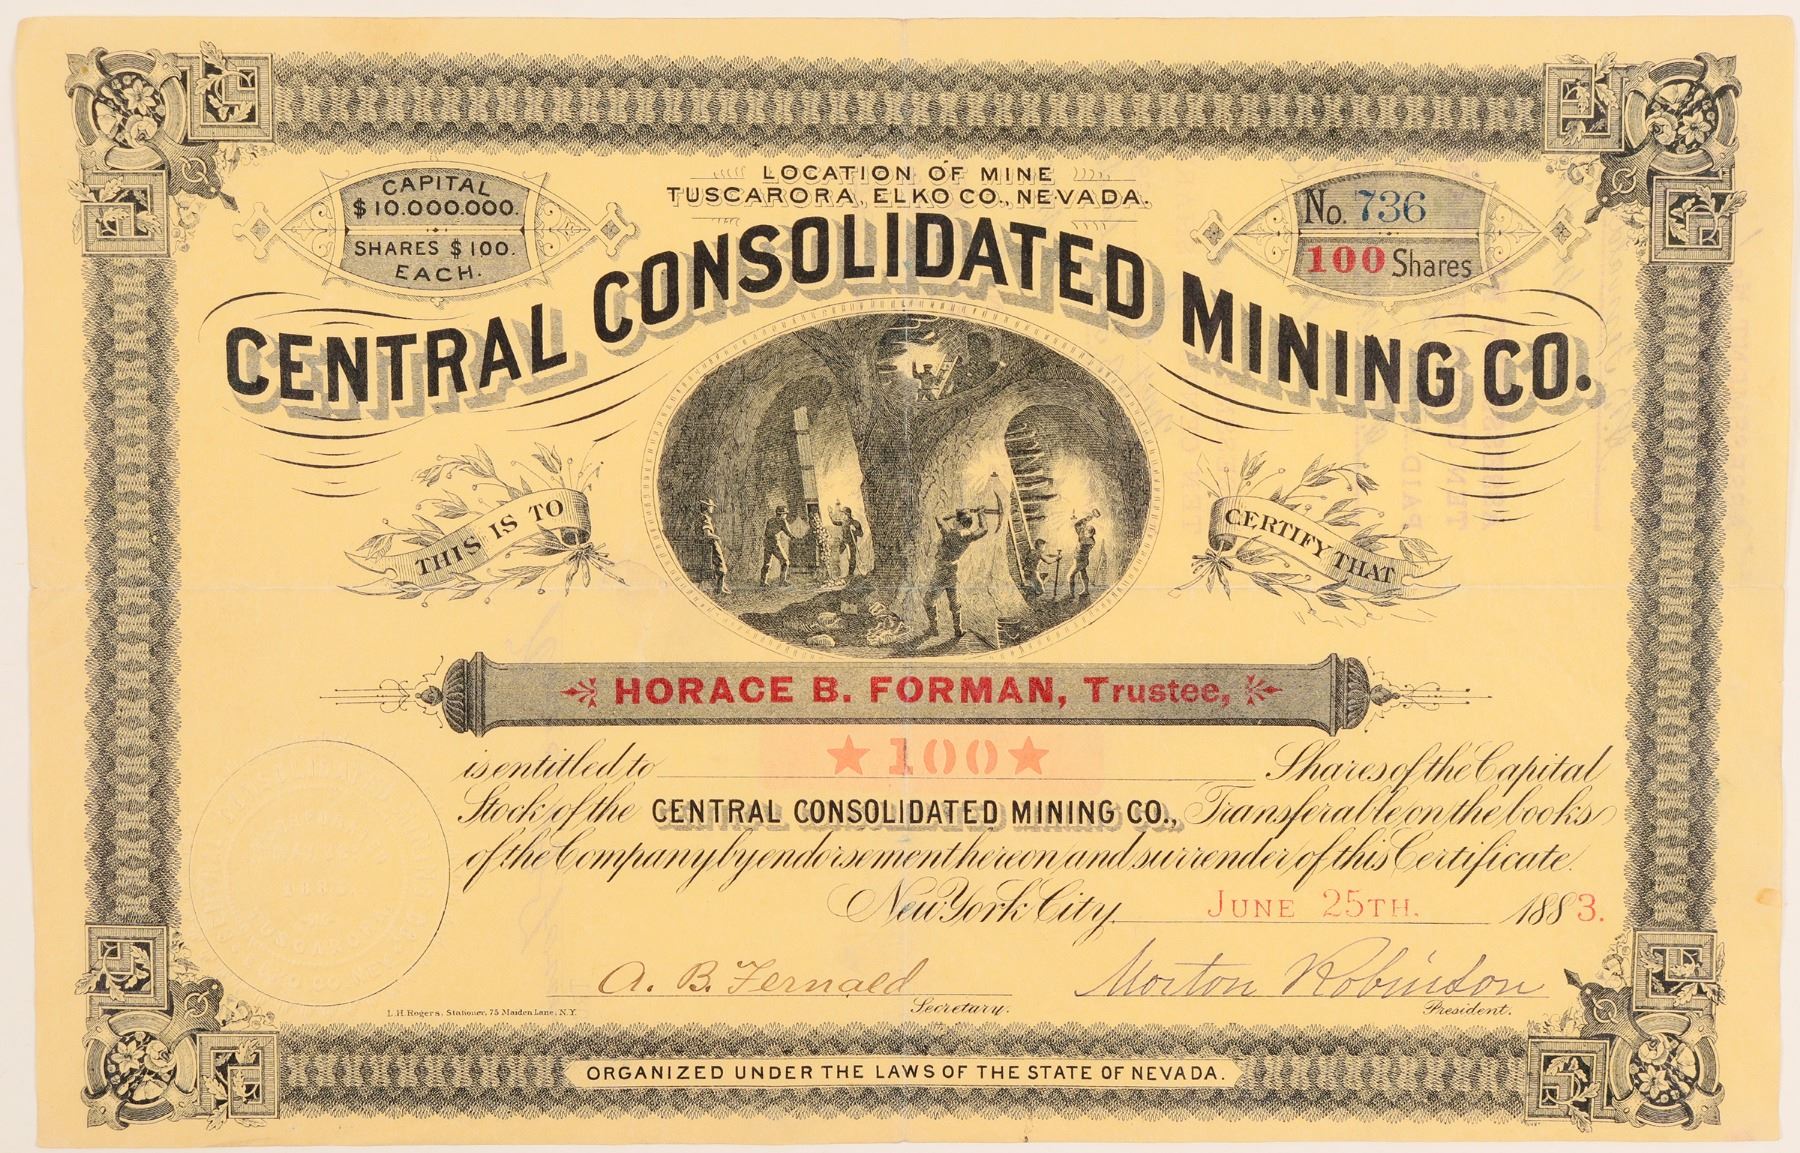 LOCATION OF MINE
TUSCARORA, ELKO CO., NEVADA.
CAPITAL
$10.000.000.
SHARES $100.
EACH.
No. 736
100 Shares
CENTRAL CONSOLIDATED MINING CO.
THIS IS TO
CERTIFY THAT
HORACE B. FORMAN, Trustee,
is entitled to ★100★ Shares of the Capital
Stock of the CENTRAL CONSOLIDATED MINING CO., Transferable on the books
of the Company by endorsement hereon and surrender of this Certificate.
New York City, JUNE 25TH. 1883.
A. B. Fernald
Secretary.
Morton Robinson
President.
L.H. Rogers, Stationer, 75 Maiden Lane, N.Y.
ORGANIZED UNDER THE LAWS OF THE STATE OF NEVADA.